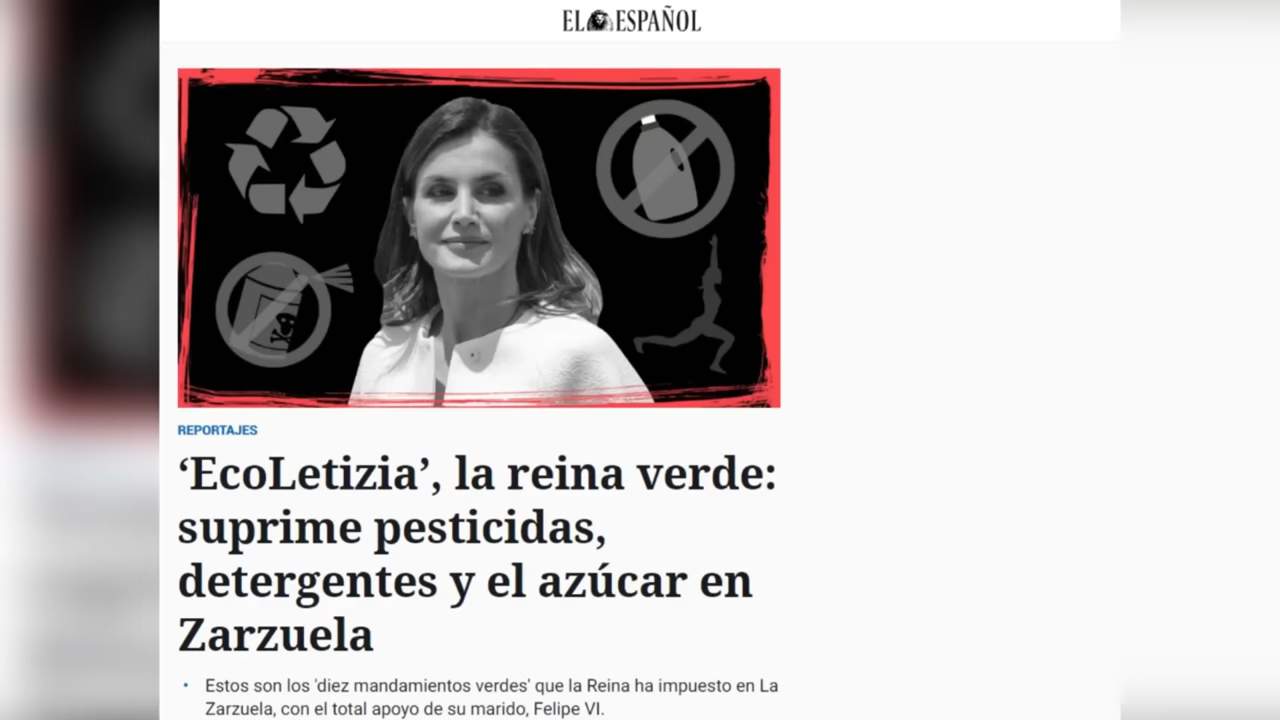 EL ESPAÑOL
REPORTAJES
‘EcoLetizia’, la reina verde:
suprime pesticidas,
detergentes y el azúcar en
Zarzuela
• Estos son los 'diez mandamientos verdes' que la Reina ha impuesto en La
Zarzuela, con el total apoyo de su marido, Felipe VI.